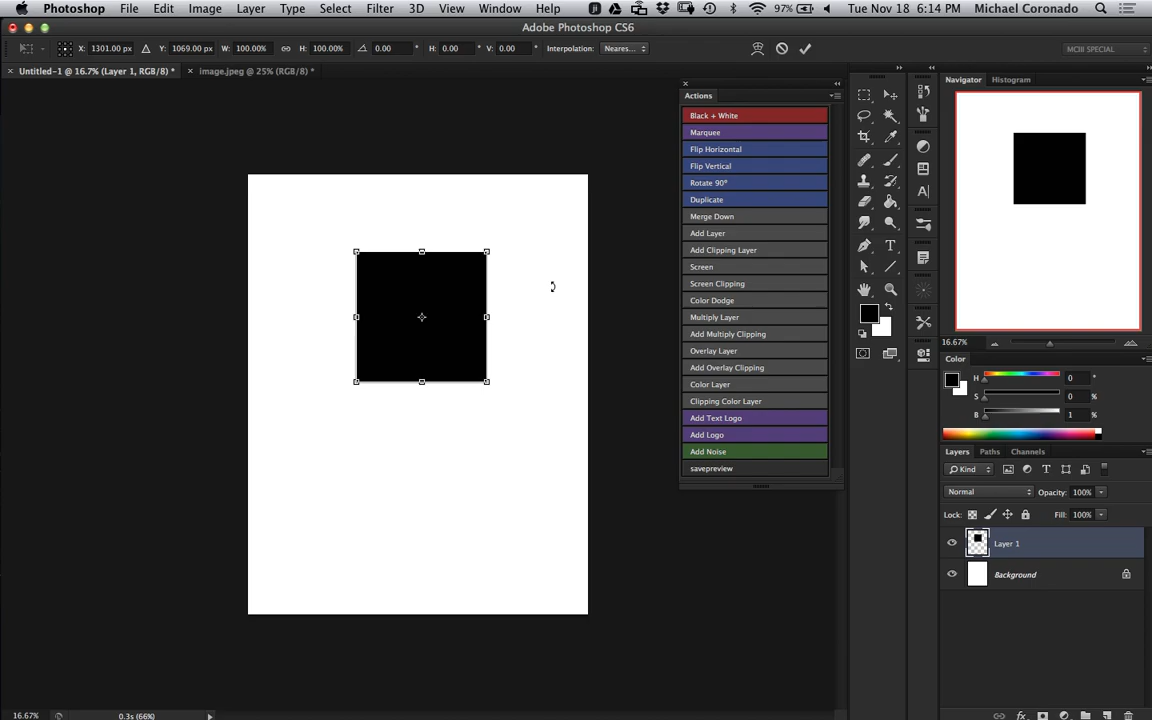 Photoshop File Edit Image Layer Type Select Filter 3D View Window Help 97% Tue Nov 18 6:14 PM Michael Coronado
Adobe Photoshop CS6
X: 1301.00 px Y: 1069.00 px W: 100.00% H: 100.00% 0.00 ° H: 0.00 ° V: 0.00 ° Interpolation: Neares... MCIII SPECIAL
Untitled-1 @ 16.7% (Layer 1, RGB/8) * image.jpeg @ 25% (RGB/8) *
Actions
Black + White
Marquee
Flip Horizontal
Flip Vertical
Rotate 90°
Duplicate
Merge Down
Add Layer
Add Clipping Layer
Screen
Screen Clipping
Color Dodge
Multiply Layer
Add Multiply Clipping
Overlay Layer
Add Overlay Clipping
Color Layer
Clipping Color Layer
Add Text Logo
Add Logo
Add Noise
savepreview
Navigator Histogram
16.67%
Color
H 0 °
S 0 %
B 1 %
Layers Paths Channels
Kind
Normal Opacity: 100%
Lock: Fill: 100%
Layer 1
Background
16.67% 0.3s (66%)